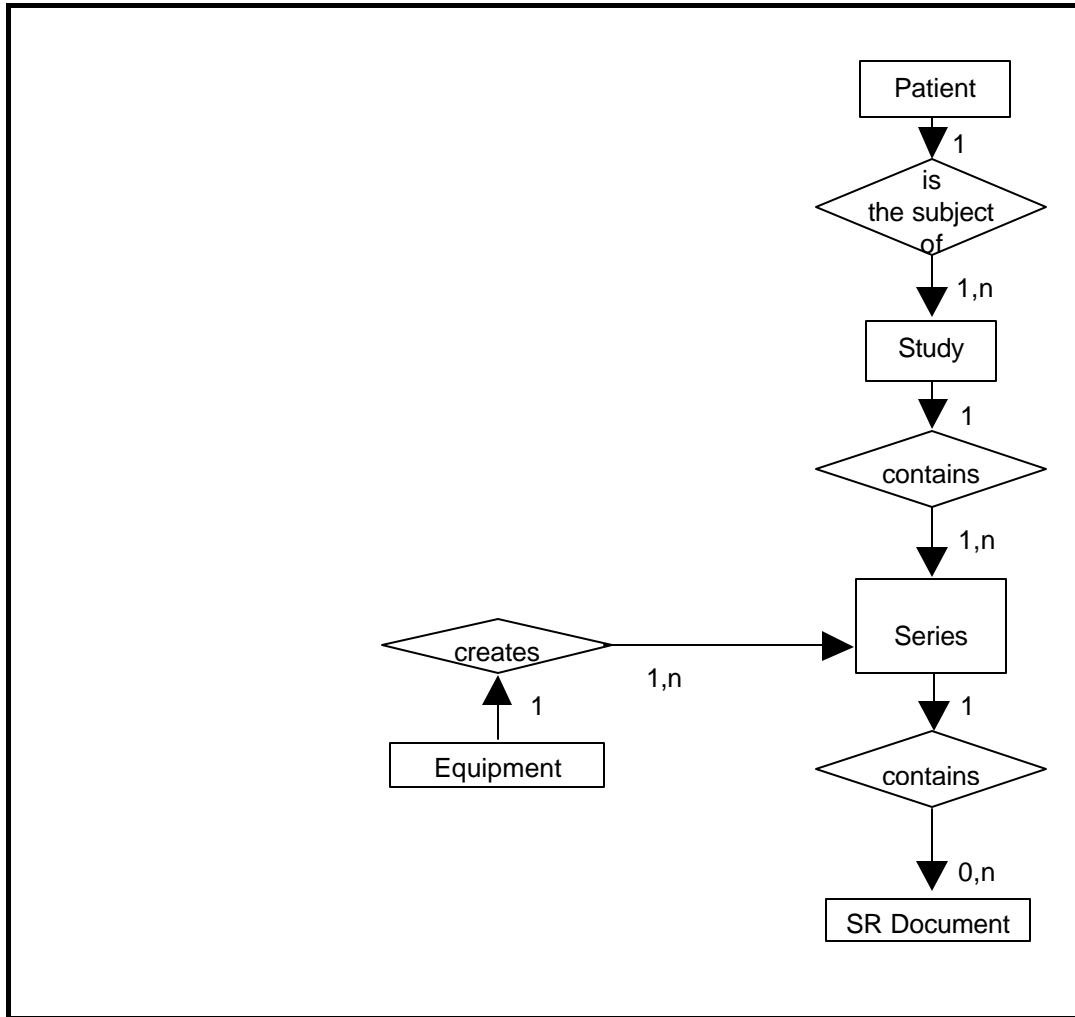 Patient
1
is
the subject
of
1,n
Study
1
contains
1,n
Series
creates
1,n
1
1
Equipment
contains
0,n
SR Document